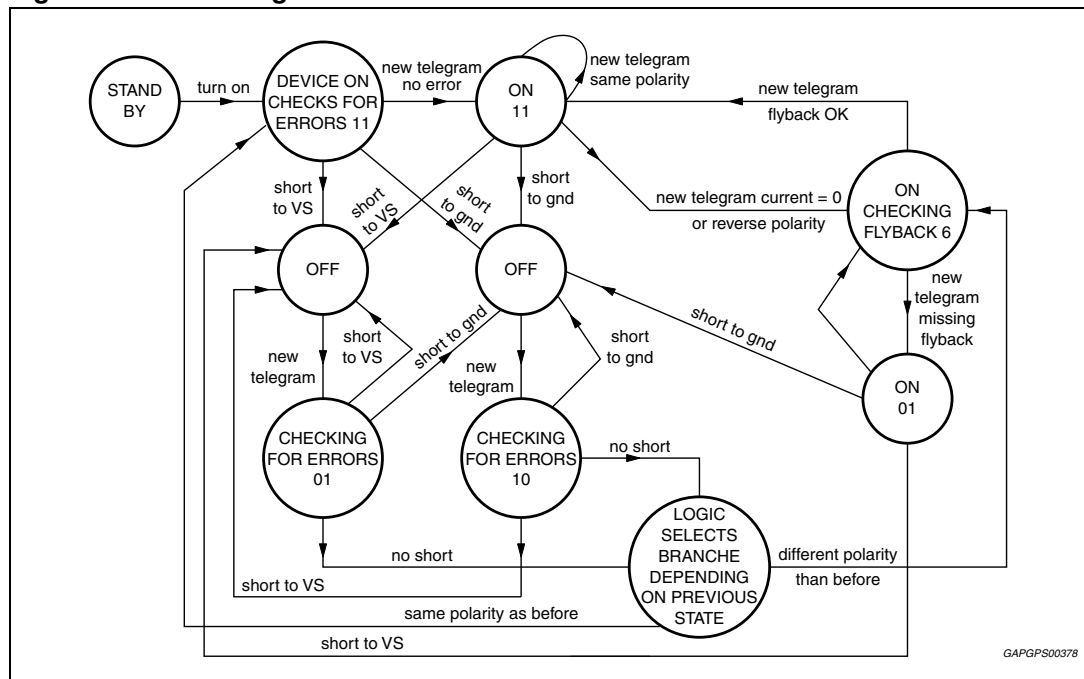 STAND
BY
turn on
DEVICE ON
CHECKS FOR
ERRORS 11
new telegram
no error
ON
11
new telegram
same polarity
new telegram
flyback OK
short
to VS
short
to VS
short
to gnd
short
to gnd
new telegram current = 0
or reverse polarity
ON
CHECKING
FLYBACK 6
OFF
OFF
new
telegram
missing
flyback
new
telegram
short
to VS
short to gnd
new
telegram
short
to gnd
short to gnd
ON
01
CHECKING
FOR ERRORS
01
CHECKING
FOR ERRORS
10
no short
no short
LOGIC
SELECTS
BRANCHE
DEPENDING
ON PREVIOUS
STATE
different polarity
than before
short to VS
same polarity as before
short to VS
GAPGPS00378